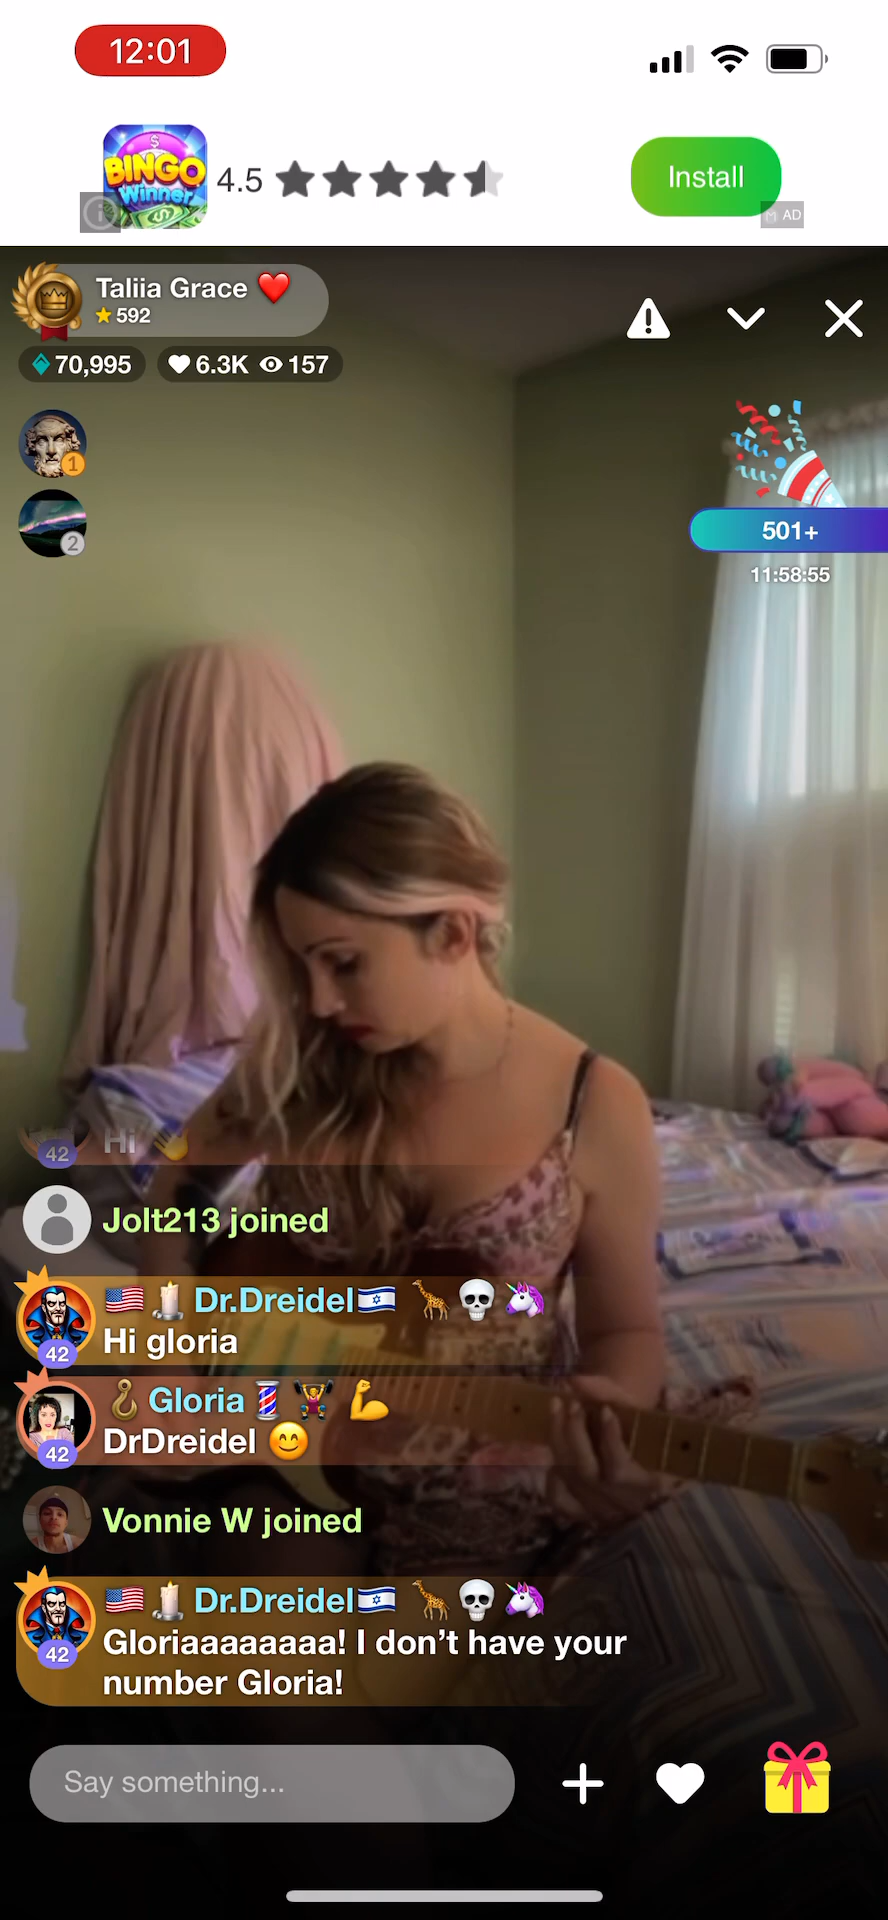 12:01
BINGO
Winner
4.5
Install
AD
Taliia Grace ❤️
592
70,995
6.3K
157
1
2
501+
11:58:55
Hi 👋
42
Jolt213 joined
🇺🇸🕯️Dr.Dreidel🇮🇱 🦒💀🦄
Hi gloria
42
🪝Gloria💈🏋️‍♀️ 💪
DrDreidel 😊
42
Vonnie W joined
🇺🇸🕯️Dr.Dreidel🇮🇱 🦒💀🦄
Gloriaaaaaaaa! I don’t have your
number Gloria!
42
Say something...